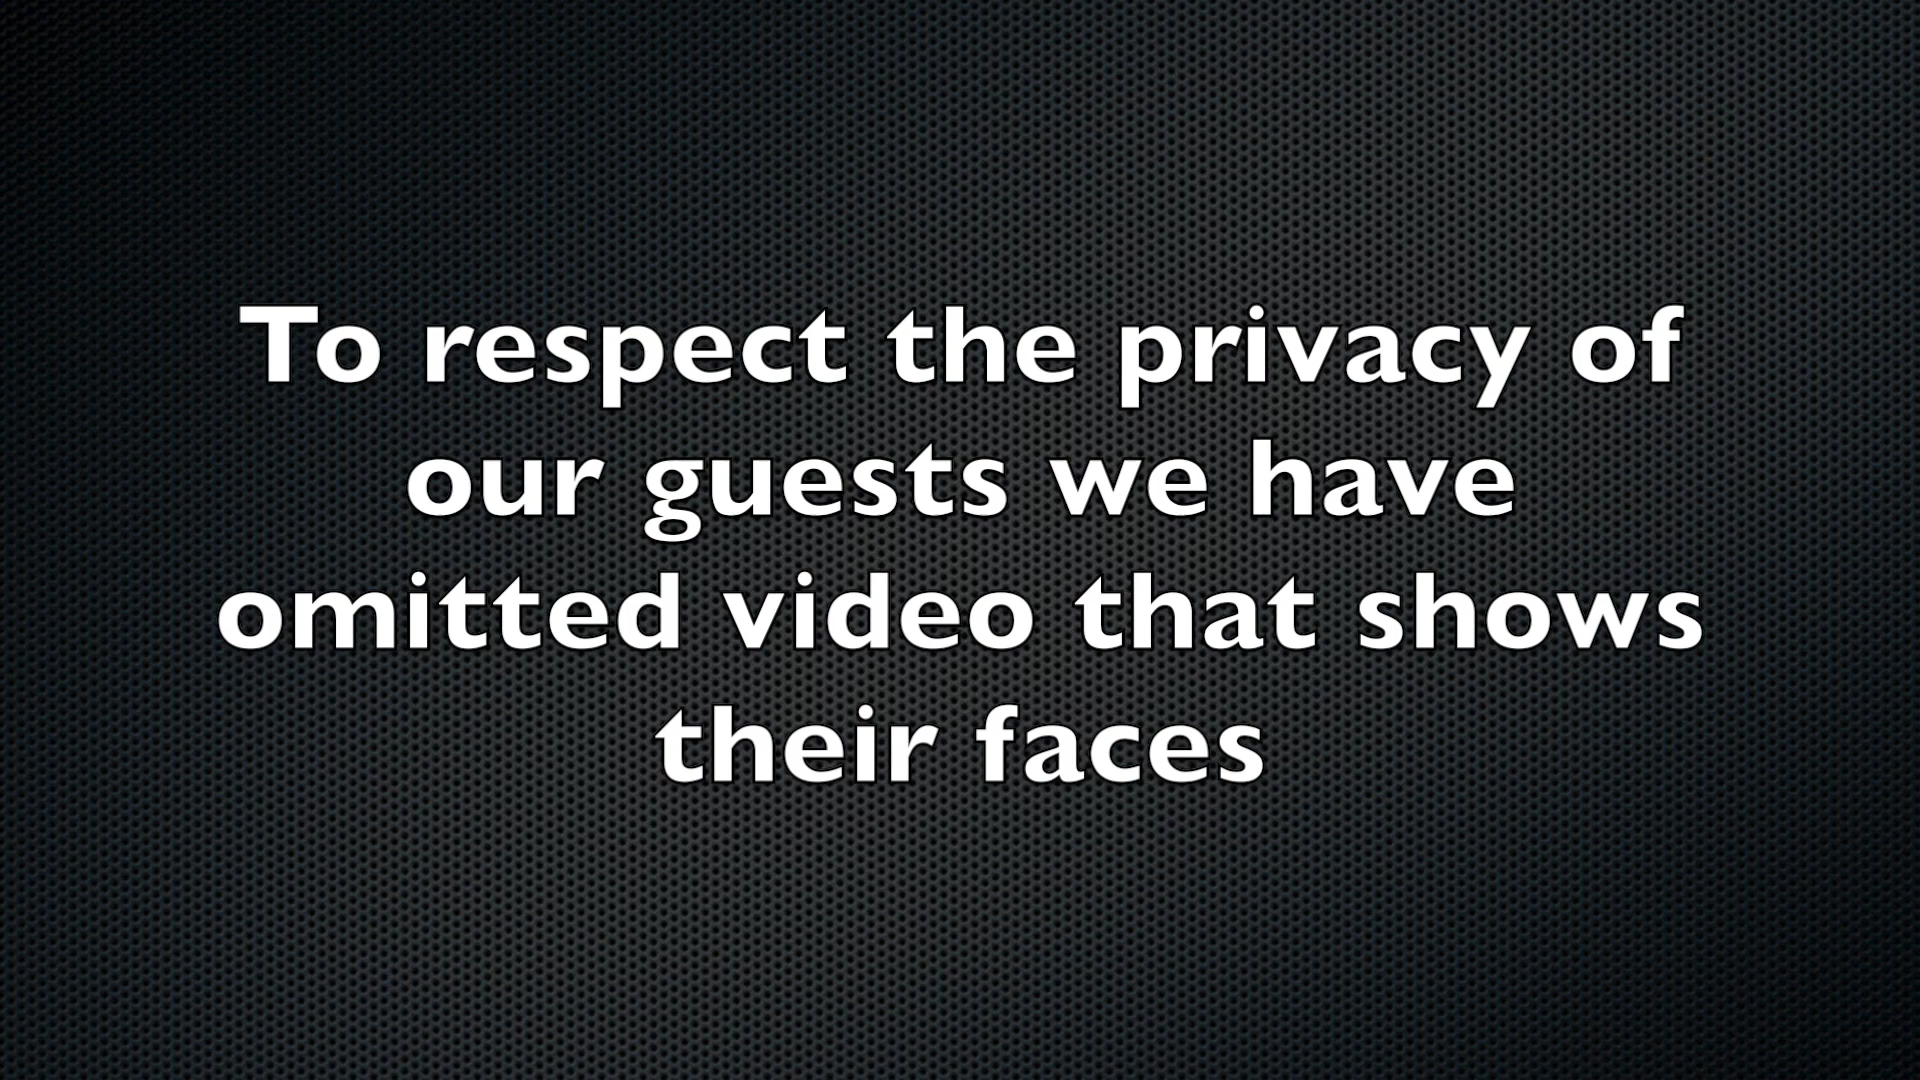 To respect the privacy of
our guests we have
omitted video that shows
their faces